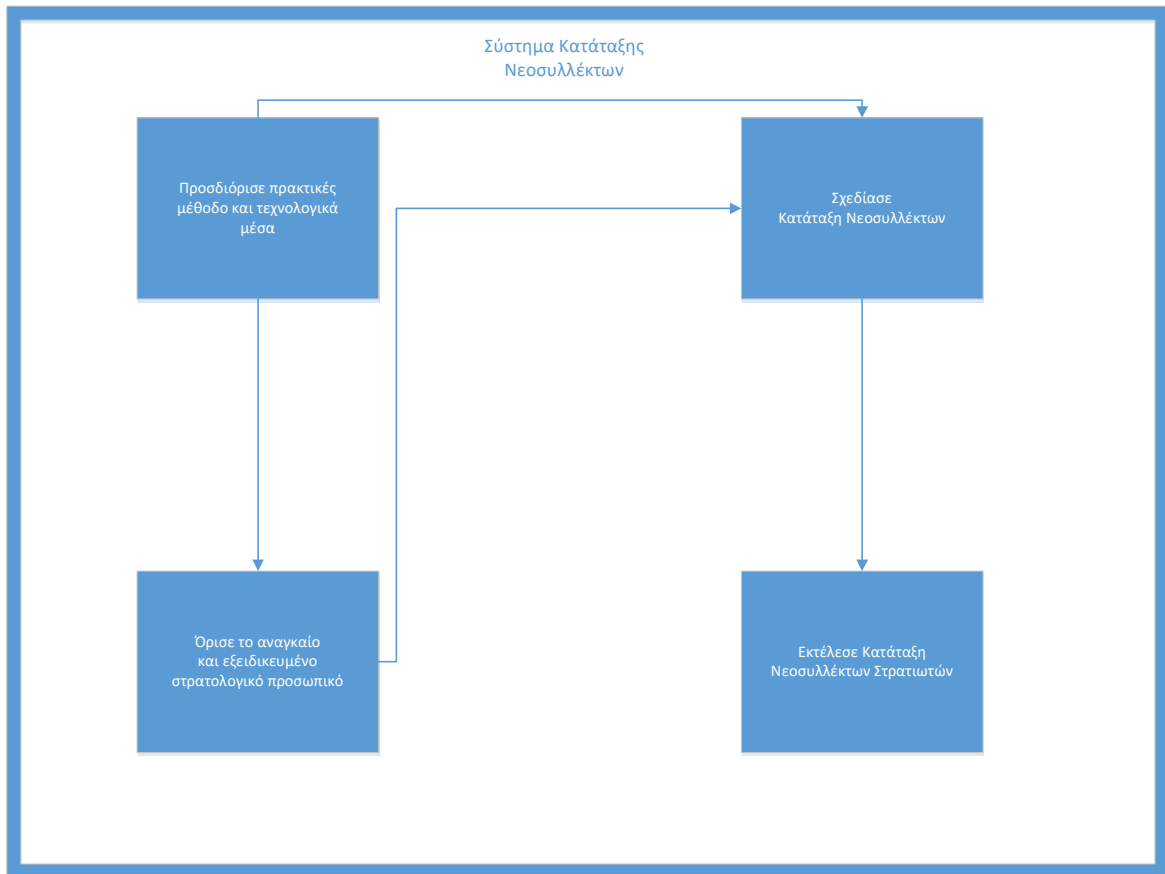 Σύστημα Κατάταξης
Νεοσυλλέκτων
Προσδιόρισε πρακτικές
μέθοδο και τεχνολογικά
μέσα
Σχεδίασε
Κατάταξη Νεοσυλλέκτων
Όρισε το αναγκαίο
και εξειδικευμένο
στρατολογικό προσωπικό
Εκτέλεσε Κατάταξη
Νεοσυλλέκτων Στρατιωτών